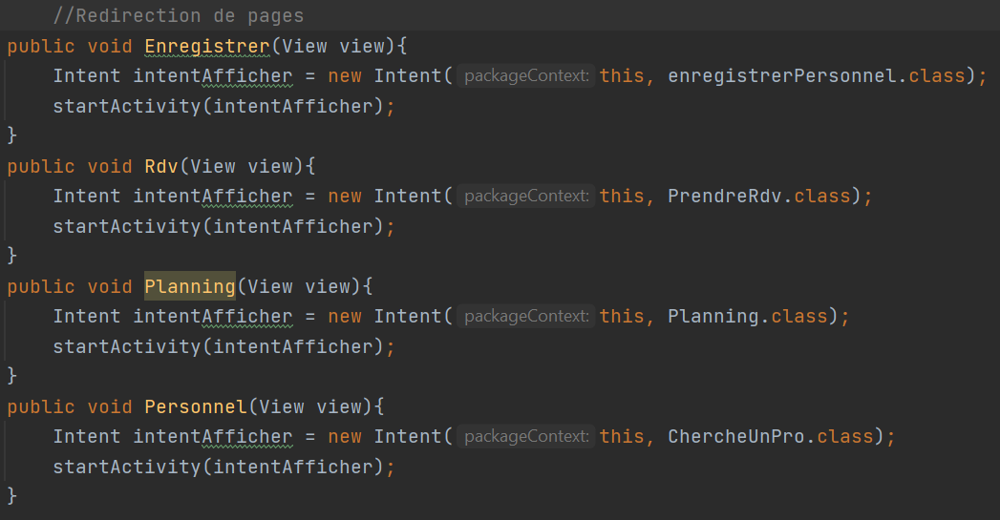 //Redirection de pages
public void Enregistrer(View view){
    Intent intentAfficher = new Intent( packageContext: this, enregistrerPersonnel.class);
    startActivity(intentAfficher);
}
public void Rdv(View view){
    Intent intentAfficher = new Intent( packageContext: this, PrendreRdv.class);
    startActivity(intentAfficher);
}
public void Planning(View view){
    Intent intentAfficher = new Intent( packageContext: this, Planning.class);
    startActivity(intentAfficher);
}
public void Personnel(View view){
    Intent intentAfficher = new Intent( packageContext: this, ChercheUnPro.class);
    startActivity(intentAfficher);
}